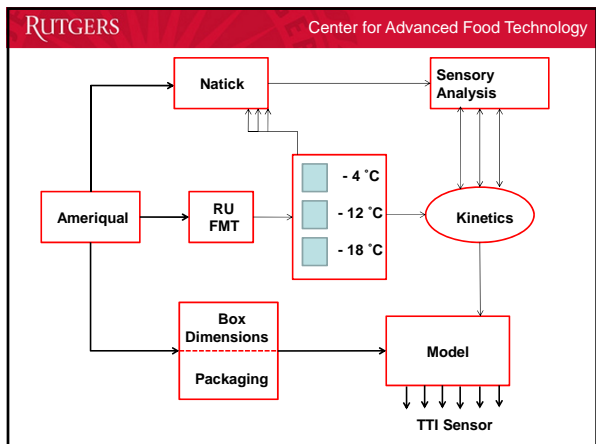 RUTGERS
Center for Advanced Food Technology
Natick
Sensory
Analysis
- 4 ˚C
Ameriqual
RU
FMT
- 12 ˚C
Kinetics
- 18 ˚C
Box
Dimensions
Packaging
Model
TTI Sensor